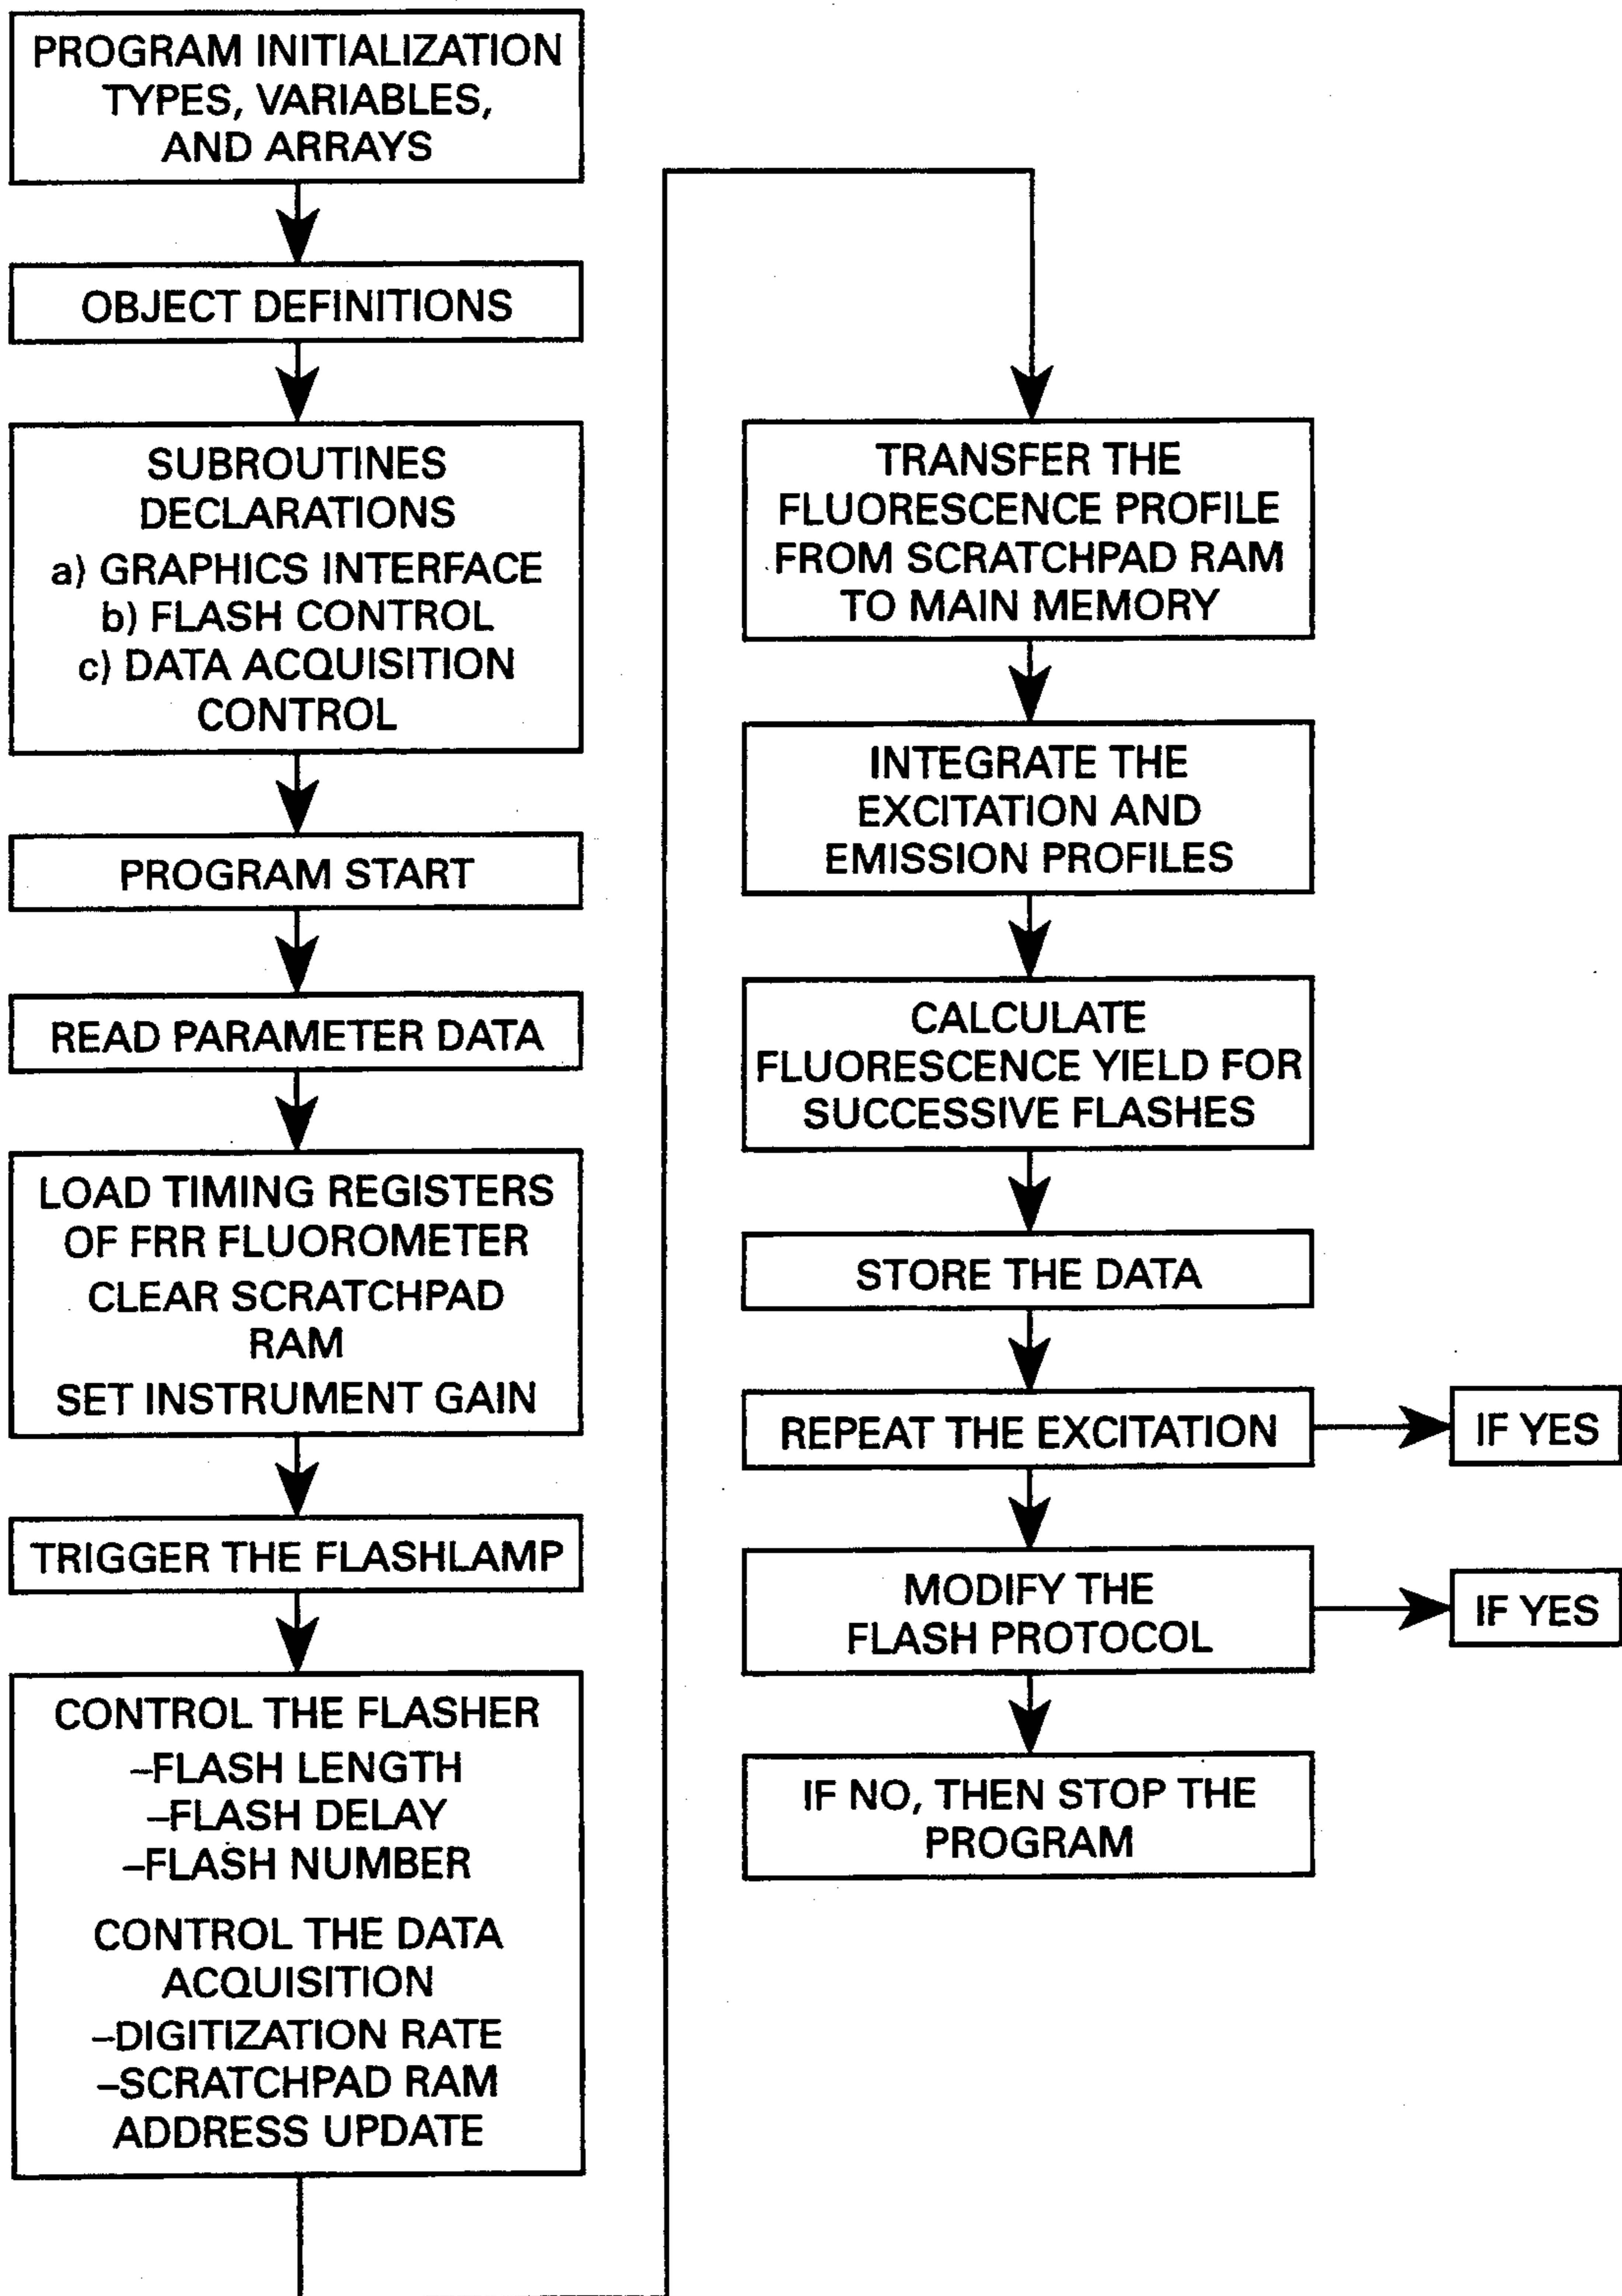 PROGRAM INITIALIZATION
TYPES, VARIABLES,
AND ARRAYS
OBJECT DEFINITIONS
SUBROUTINES
DECLARATIONS
a) GRAPHICS INTERFACE
b) FLASH CONTROL
c) DATA ACQUISITION
CONTROL
PROGRAM START
READ PARAMETER DATA
LOAD TIMING REGISTERS
OF FRR FLUOROMETER
CLEAR SCRATCHPAD
RAM
SET INSTRUMENT GAIN
TRIGGER THE FLASHLAMP
CONTROL THE FLASHER
–FLASH LENGTH
–FLASH DELAY
–FLASH NUMBER
CONTROL THE DATA
ACQUISITION
–DIGITIZATION RATE
–SCRATCHPAD RAM
ADDRESS UPDATE
TRANSFER THE
FLUORESCENCE PROFILE
FROM SCRATCHPAD RAM
TO MAIN MEMORY
INTEGRATE THE
EXCITATION AND
EMISSION PROFILES
CALCULATE
FLUORESCENCE YIELD FOR
SUCCESSIVE FLASHES
STORE THE DATA
REPEAT THE EXCITATION
IF YES
MODIFY THE
FLASH PROTOCOL
IF YES
IF NO, THEN STOP THE
PROGRAM